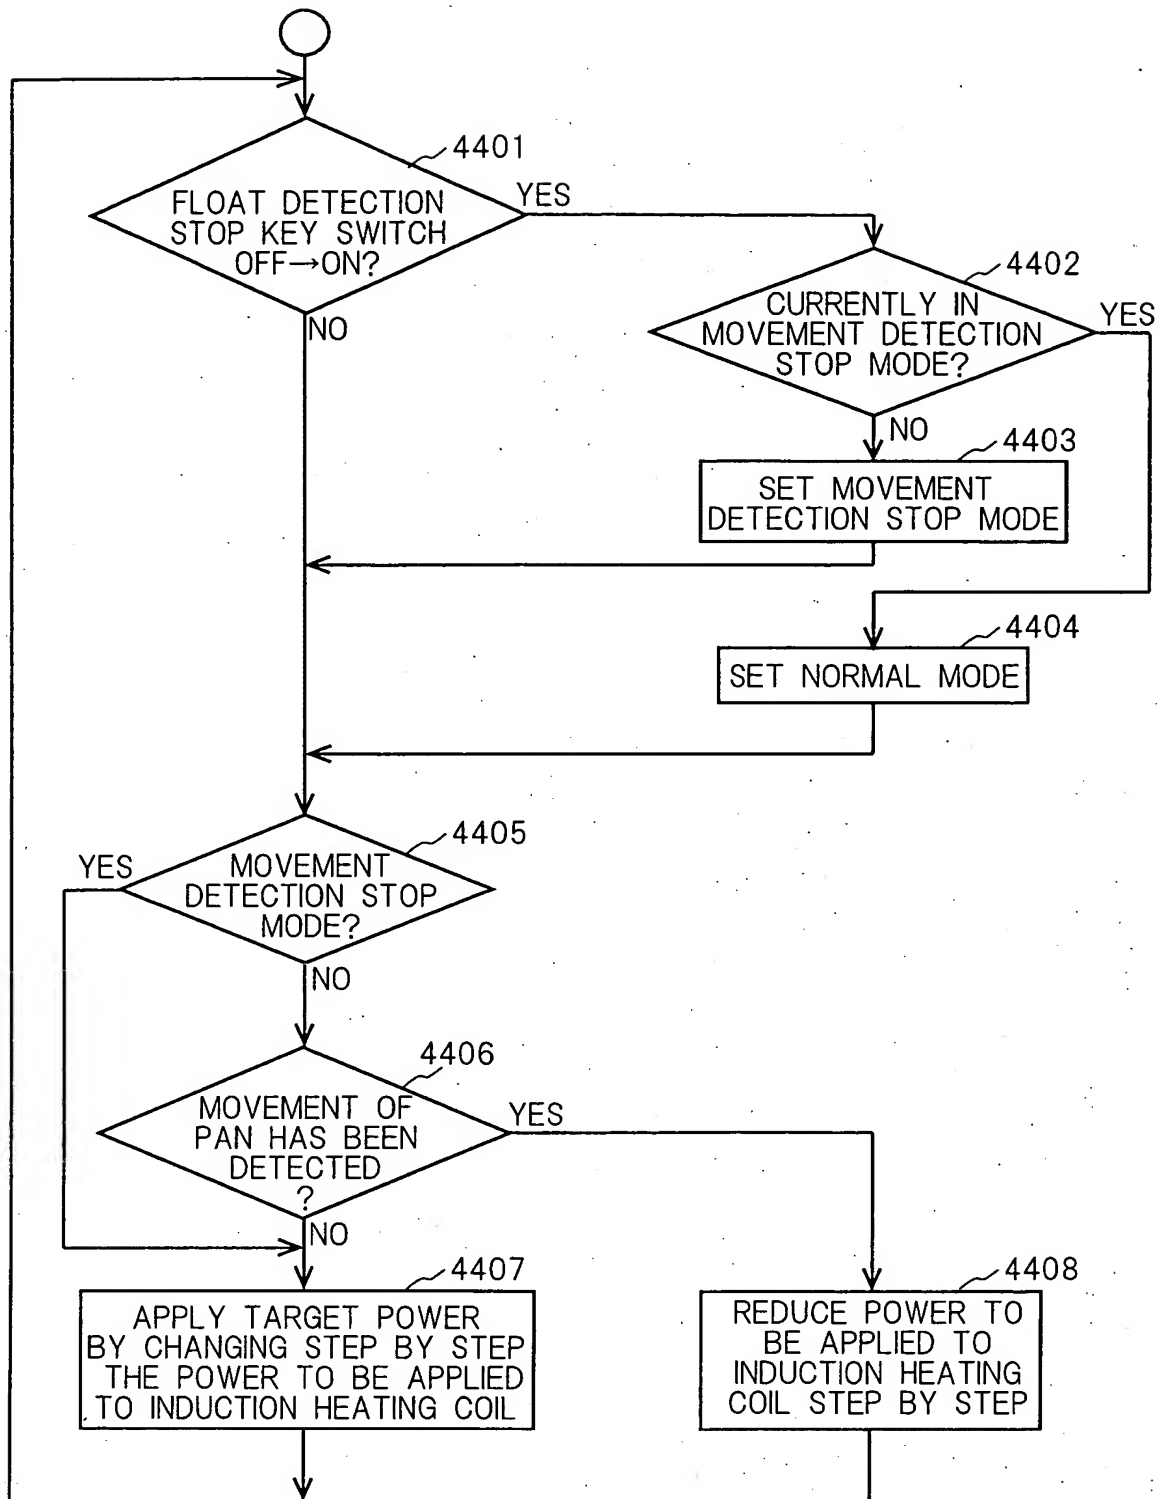 4401
FLOAT DETECTION
STOP KEY SWITCH
OFF→ON?
YES
NO
4402
CURRENTLY IN
MOVEMENT DETECTION
STOP MODE?
YES
NO
4403
SET MOVEMENT
DETECTION STOP MODE
4404
SET NORMAL MODE
4405
YES
MOVEMENT
DETECTION STOP
MODE?
NO
4406
MOVEMENT OF
PAN HAS BEEN
DETECTED
?
YES
NO
4407
APPLY TARGET POWER
BY CHANGING STEP BY STEP
THE POWER TO BE APPLIED
TO INDUCTION HEATING COIL
4408
REDUCE POWER TO
BE APPLIED TO
INDUCTION HEATING
COIL STEP BY STEP